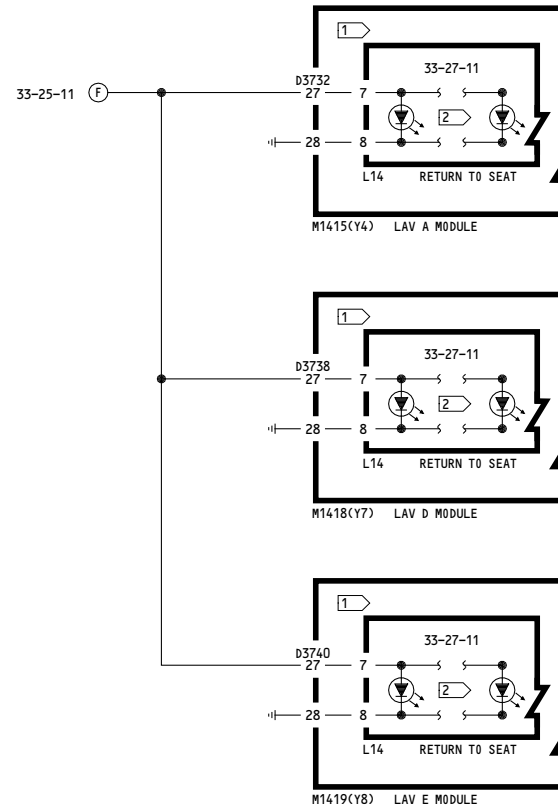 1
33-27-11
D3732
33-25-11 F 27 7
2
28 8
L14 RETURN TO SEAT
M1415(Y4) LAV A MODULE
1
33-27-11
D3738
27 7
2
28 8
L14 RETURN TO SEAT
M1418(Y7) LAV D MODULE
1
33-27-11
D3740
27 7
2
28 8
L14 RETURN TO SEAT
M1419(Y8) LAV E MODULE